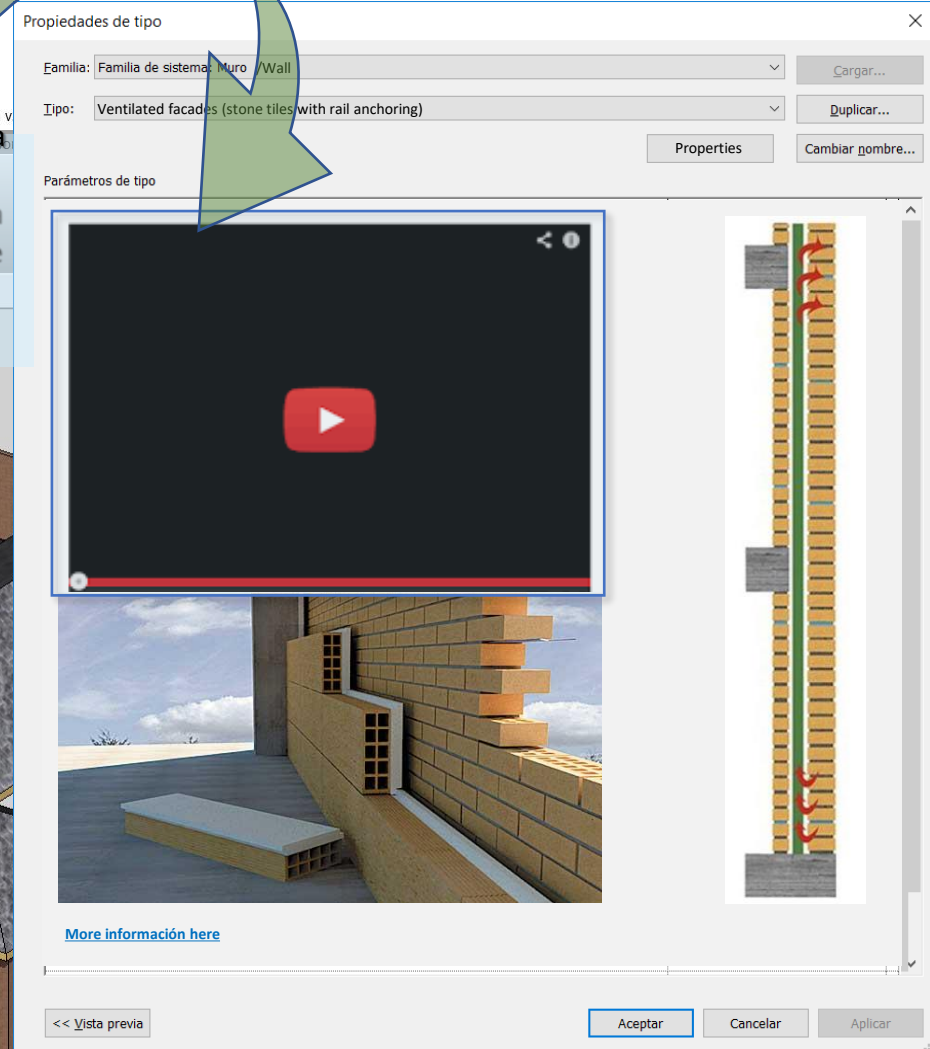 Propiedades de tipo
Familia: Familia de sistema: Muro /Wall
Cargar...
Tipo: Ventilated facades (stone tiles with rail anchoring)
Duplicar...
Properties
Cambiar nombre...
Parámetros de tipo
More información here
<< Vista previa
Aceptar
Cancelar
Aplicar